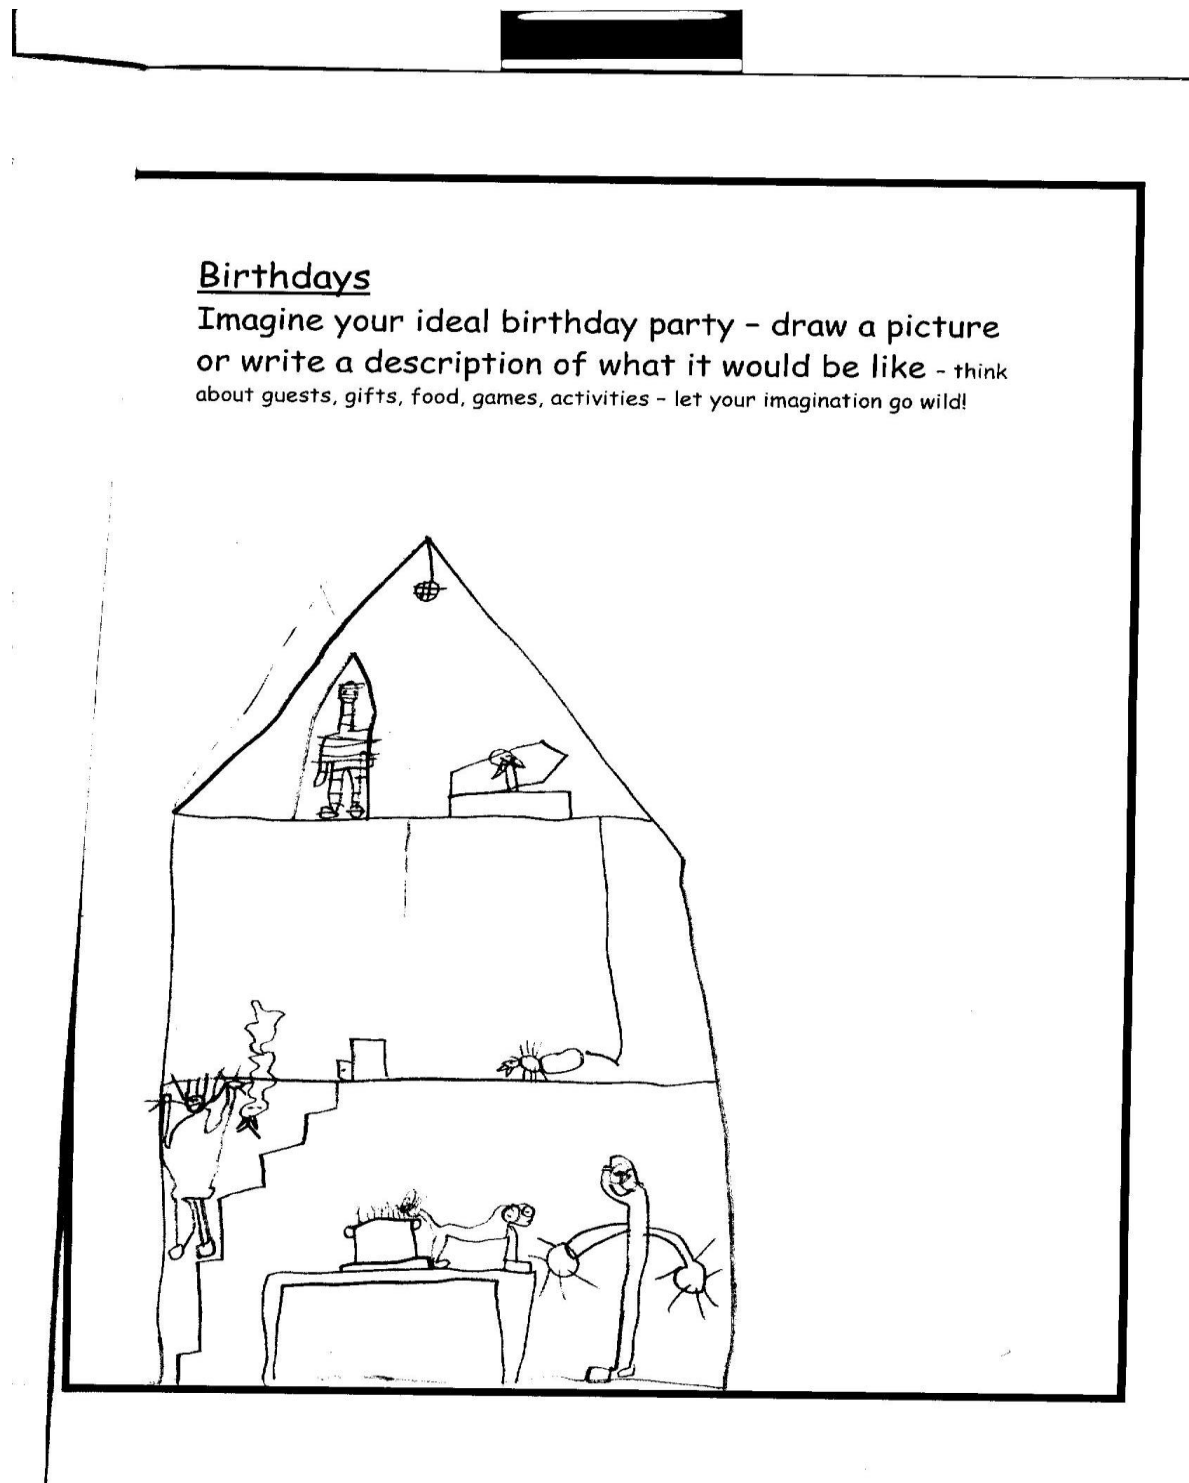 Birthdays
Imagine your ideal birthday party – draw a picture
or write a description of what it would be like – think
about guests, gifts, food, games, activities – let your imagination go wild!